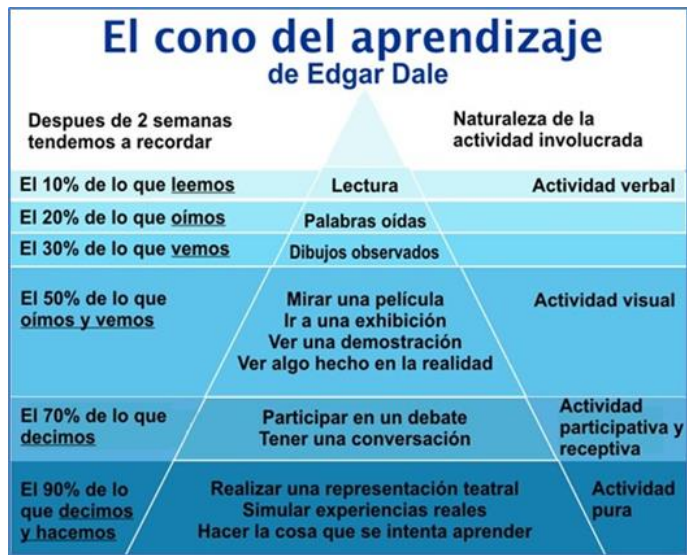 El cono del aprendizaje
de Edgar Dale
Despues de 2 semanas
tendemos a recordar
Naturaleza de la
actividad involucrada
El 10% de lo que leemos
Lectura
Actividad verbal
El 20% de lo que oímos
Palabras oídas
El 30% de lo que vemos
Dibujos observados
El 50% de lo que
oímos y vemos
Mirar una película
Ir a una exhibición
Ver una demostración
Ver algo hecho en la realidad
Actividad visual
El 70% de lo que
decimos
Participar en un debate
Tener una conversación
Actividad
participativa y
receptiva
El 90% de lo
que decimos
y hacemos
Realizar una representación teatral
Simular experiencias reales
Hacer la cosa que se intenta aprender
Actividad
pura